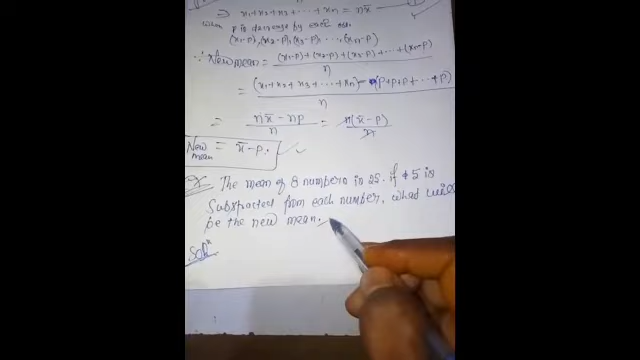 ⇒ x₁+x₂+x₃+⋯+xₙ = nx̄
when p is decrease by each obs.
(x₁-p),(x₂-p),(x₃-p),⋯,(xₙ-p)
∴ New mean = (x₁-p)+(x₂-p)+(x₃-p)+⋯+(xₙ-p) / n
= (x₁+x₂+x₃+⋯+xₙ) - (p+p+p+⋯+p) / n
= nx̄ - np / n = n(x̄-p) / n
New mean = x̄-p.
Ex The mean of 8 numbers is 25. if 5 is
Subtracted from each number, what will
be the new mean.
Solⁿ